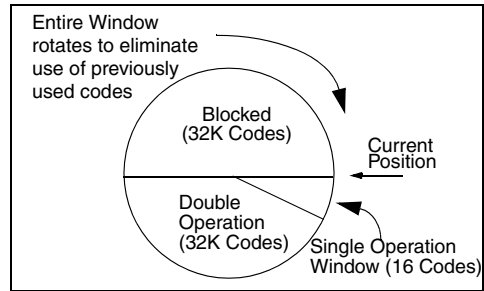 Entire Window
rotates to eliminate
use of previously
used codes
Blocked
(32K Codes)
Current
Position
Double
Operation
(32K Codes)
Single Operation
Window (16 Codes)